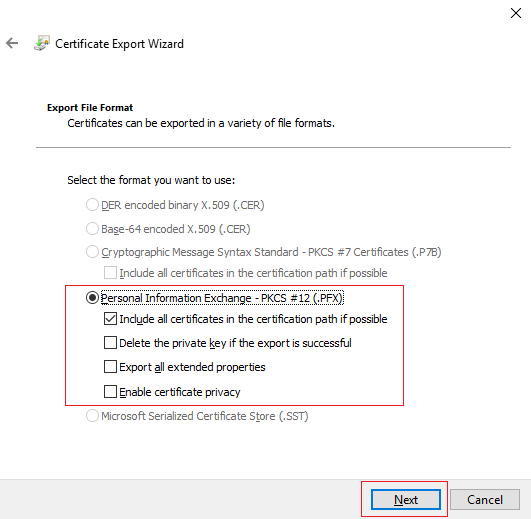 Certificate Export Wizard
Export File Format
Certificates can be exported in a variety of file formats.
Select the format you want to use:
DER encoded binary X.509 (.CER)
Base-64 encoded X.509 (.CER)
Cryptographic Message Syntax Standard - PKCS #7 Certificates (.P7B)
Include all certificates in the certification path if possible
Personal Information Exchange - PKCS #12 (.PFX)
Include all certificates in the certification path if possible
Delete the private key if the export is successful
Export all extended properties
Enable certificate privacy
Microsoft Serialized Certificate Store (.SST)
Next Cancel